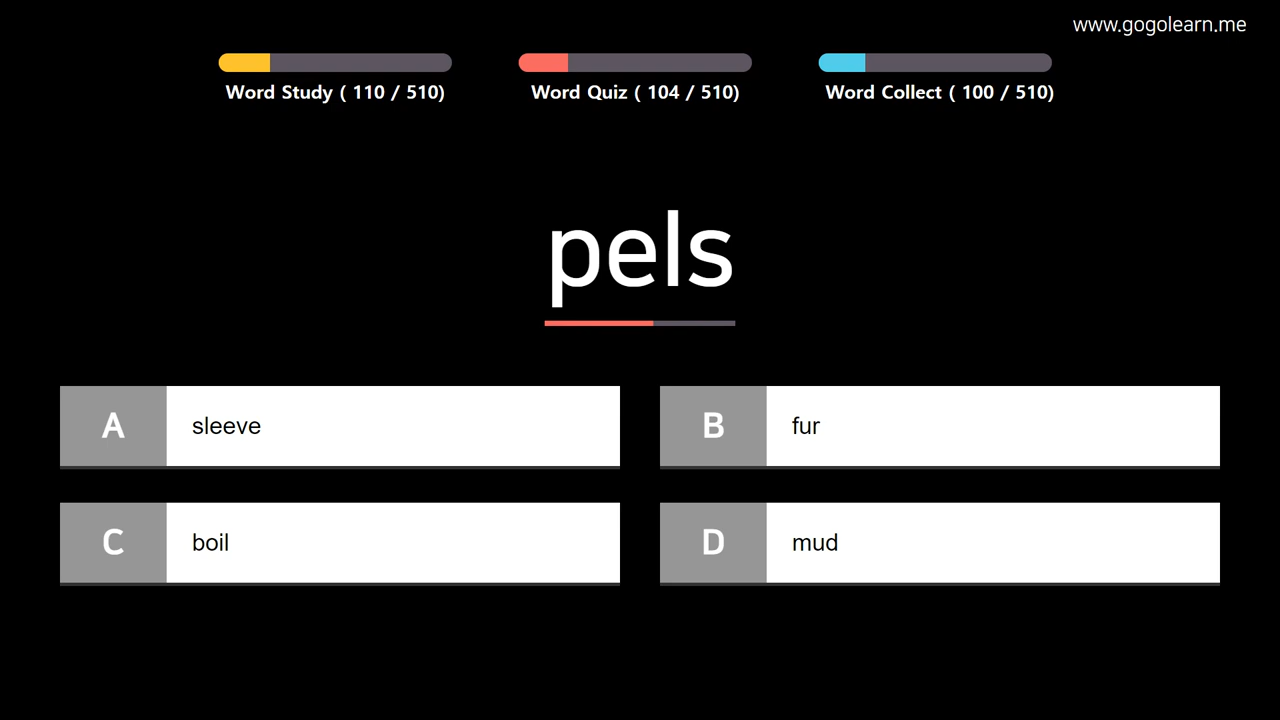 www.gogolearn.me
Word Study ( 110 / 510)
Word Quiz ( 104 / 510)
Word Collect ( 100 / 510)
pels
A sleeve
B fur
C boil
D mud